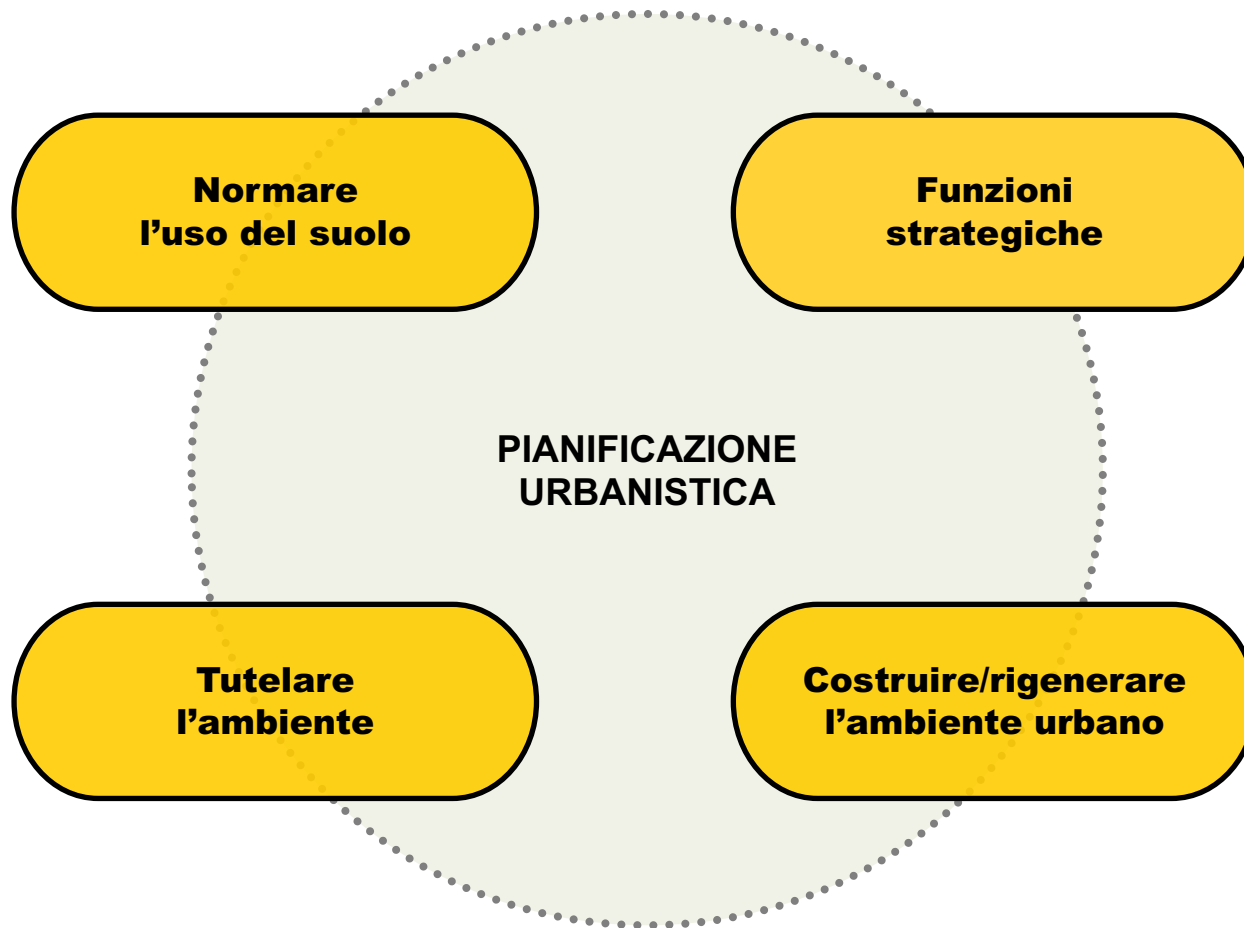 Normare
l’uso del suolo
Funzioni
strategiche
PIANIFICAZIONE
URBANISTICA
Tutelare
l’ambiente
Costruire/rigenerare
l’ambiente urbano